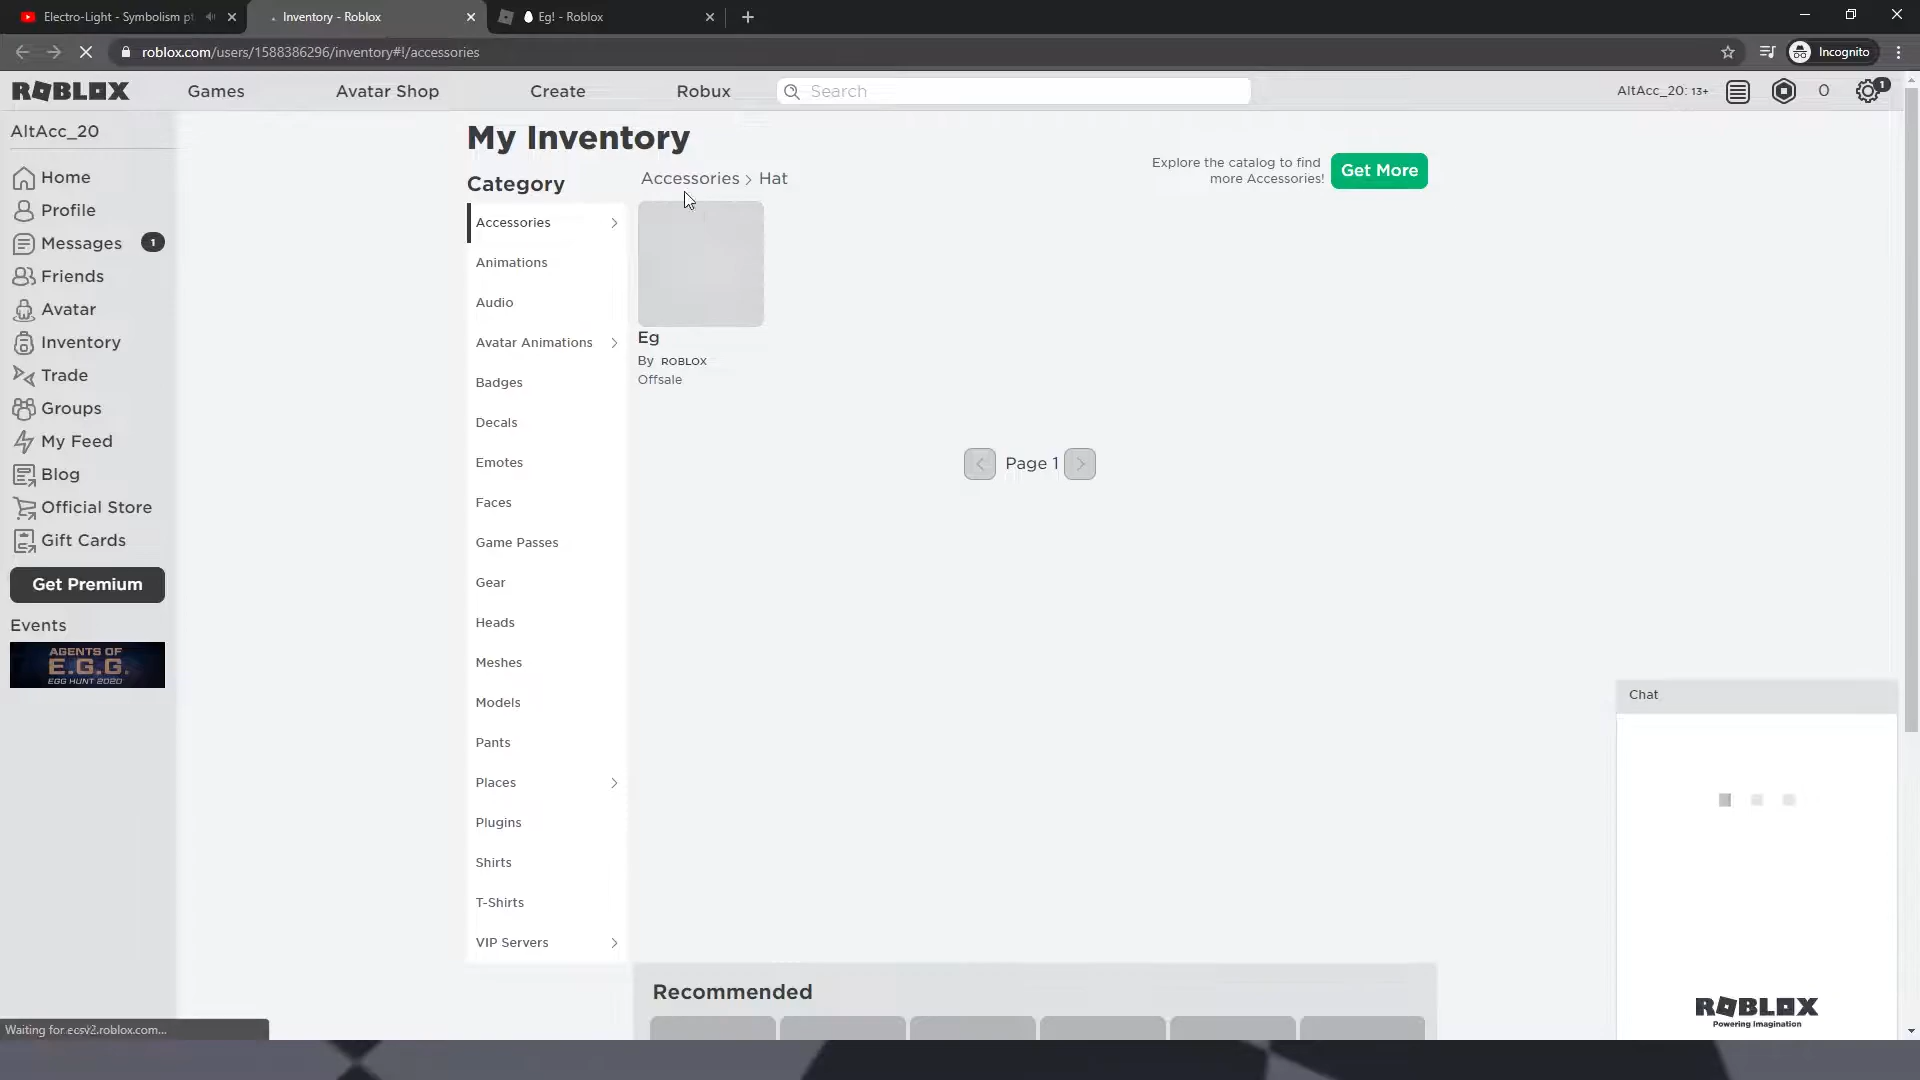 Electro-Light - Symbolism pt
Inventory - Roblox
Eg! - Roblox
roblox.com/users/1588386296/inventory#!/accessories
Incognito
ROBLOX
Games
Avatar Shop
Create
Robux
Search
AltAcc_20: 13+
0
1
AltAcc_20
Home
Profile
Messages
1
Friends
Avatar
Inventory
Trade
Groups
My Feed
Blog
Official Store
Gift Cards
Get Premium
Events
AGENTS OF
E.G.G.
EGG HUNT 2020
My Inventory
Category
Accessories
Animations
Audio
Avatar Animations
Badges
Decals
Emotes
Faces
Game Passes
Gear
Heads
Meshes
Models
Pants
Places
Plugins
Shirts
T-Shirts
VIP Servers
Accessories > Hat
Explore the catalog to find
more Accessories!
Get More
Eg
By ROBLOX
Offsale
Page 1
Recommended
Chat
ROBLOX
Powering Imagination
Waiting for ecsv2.roblox.com...